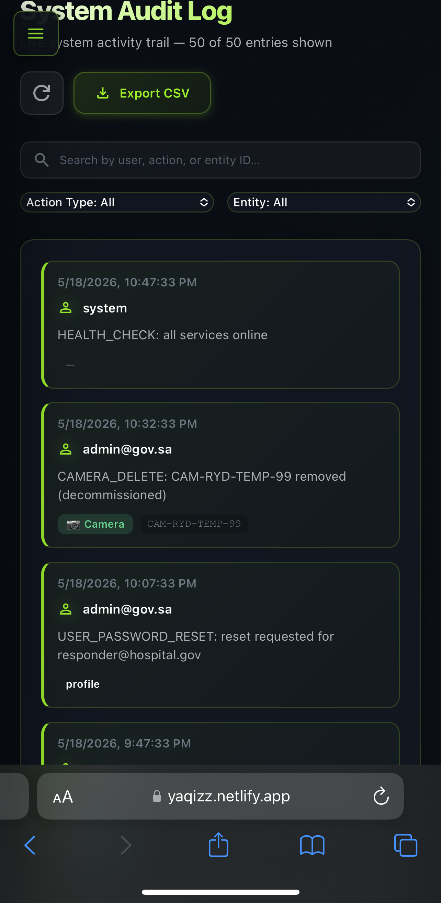 System Audit Log
system activity trail — 50 of 50 entries shown
Export CSV
Search by user, action, or entity ID...
Action Type: All
Entity: All
5/18/2026, 10:47:33 PM
system
HEALTH_CHECK: all services online
—
5/18/2026, 10:32:33 PM
admin@gov.sa
CAMERA_DELETE: CAM-RYD-TEMP-99 removed
(decommissioned)
Camera
CAM-RYD-TEMP-99
5/18/2026, 10:07:33 PM
admin@gov.sa
USER_PASSWORD_RESET: reset requested for
responder@hospital.gov
profile
5/18/2026, 9:47:33 PM
AA
yaqizz.netlify.app